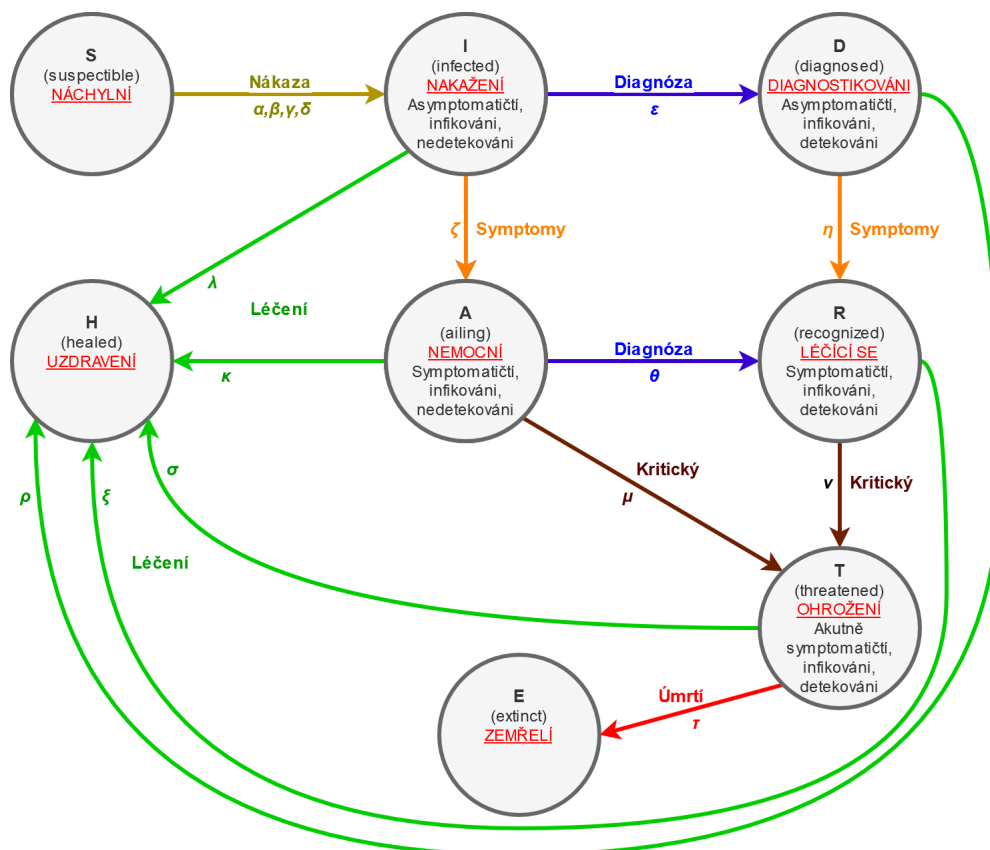 S
(suspectible)
NÁCHYLNÍ
Nákaza
α,β,γ,δ
I
(infected)
NAKAŽENÍ
Asymptomatičtí,
infikováni,
nedetekováni
Diagnóza
ε
D
(diagnosed)
DIAGNOSTIKOVÁNI
Asymptomatičtí,
infikováni,
detekováni
ζ Symptomy
η Symptomy
λ
Léčení
H
(healed)
UZDRAVENÍ
κ
A
(ailing)
NEMOCNÍ
Symptomatičtí,
infikováni,
nedetekováni
Diagnóza
θ
R
(recognized)
LÉČÍCÍ SE
Symptomatičtí,
infikováni,
detekováni
ρ
ξ
σ
Kritický
μ
ν Kritický
Léčení
T
(threatened)
OHROŽENÍ
Akutně
symptomatičtí,
infikováni,
detekováni
Úmrtí
τ
E
(extinct)
ZEMŘELÍ